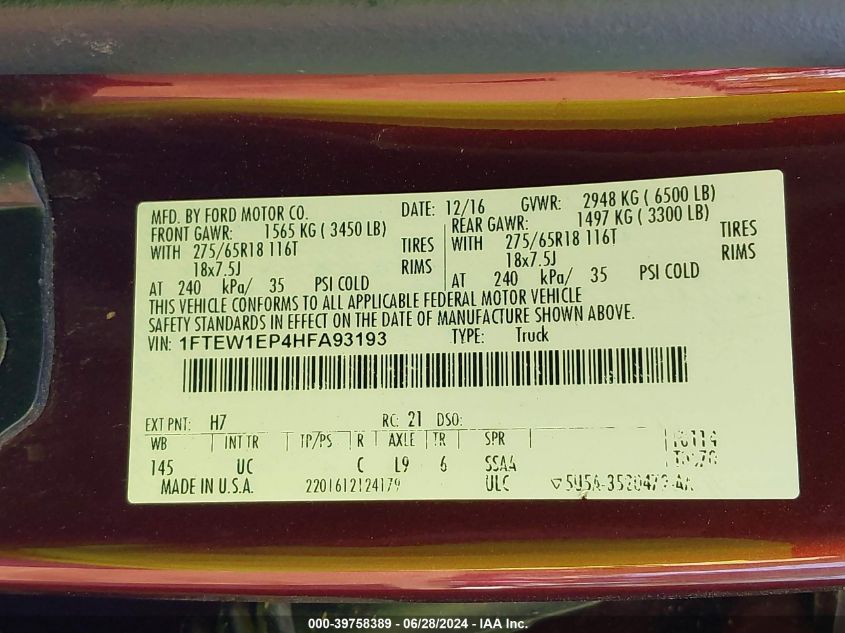 MFD. BY FORD MOTOR CO. DATE: 12/16 GVWR: 2948 KG ( 6500 LB)
FRONT GAWR: 1565 KG ( 3450 LB) REAR GAWR: 1497 KG ( 3300 LB)
WITH 275/65R18 116T TIRES WITH 275/65R18 116T TIRES
18x7.5J RIMS 18x7.5J RIMS
AT 240 kPa/ 35 PSI COLD AT 240 kPa/ 35 PSI COLD
THIS VEHICLE CONFORMS TO ALL APPLICABLE FEDERAL MOTOR VEHICLE
SAFETY STANDARDS IN EFFECT ON THE DATE OF MANUFACTURE SHOWN ABOVE.
VIN: 1FTEW1EP4HFA93193 TYPE: Truck
EXT PNT: H7 RC: 21 DSO:
WB INT TR TP/PS R AXLE TR SPR
145 UC C L9 6 SSAA
MADE IN U.S.A. 2201612124179 ULC
000-39758389 - 06/28/2024 - IAA Inc.